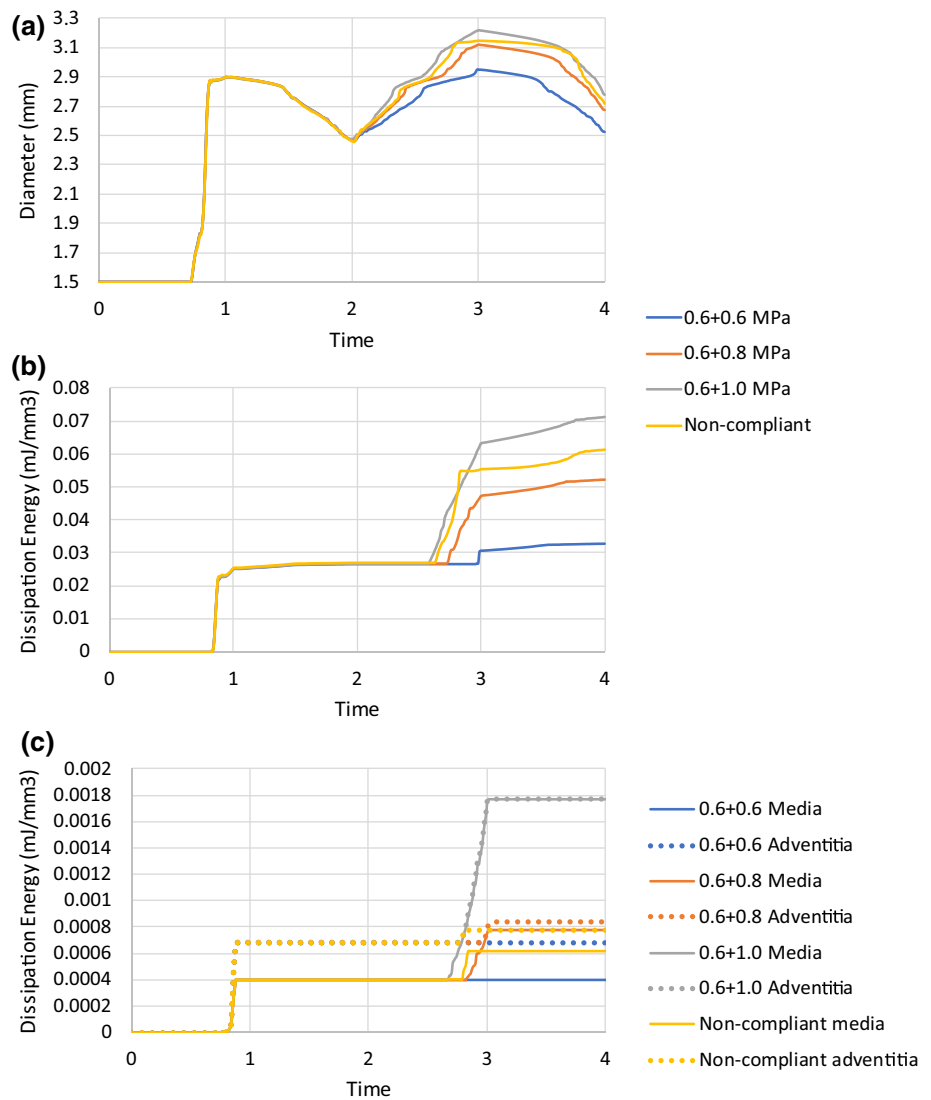 (a)
Diameter (mm)
3.3
3.1
2.9
2.7
2.5
2.3
2.1
1.9
1.7
1.5
0 1 2 3 4
Time
0.6+0.6 MPa
0.6+0.8 MPa
0.6+1.0 MPa
Non-compliant
(b)
Dissipation Energy (mJ/mm3)
0.08
0.07
0.06
0.05
0.04
0.03
0.02
0.01
0
0 1 2 3 4
Time
(c)
Dissipation Energy (mJ/mm3)
0.002
0.0018
0.0016
0.0014
0.0012
0.001
0.0008
0.0006
0.0004
0.0002
0
0 1 2 3 4
Time
0.6+0.6 Media
0.6+0.6 Adventitia
0.6+0.8 Media
0.6+0.8 Adventitia
0.6+1.0 Media
0.6+1.0 Adventitia
Non-compliant media
Non-compliant adventitia